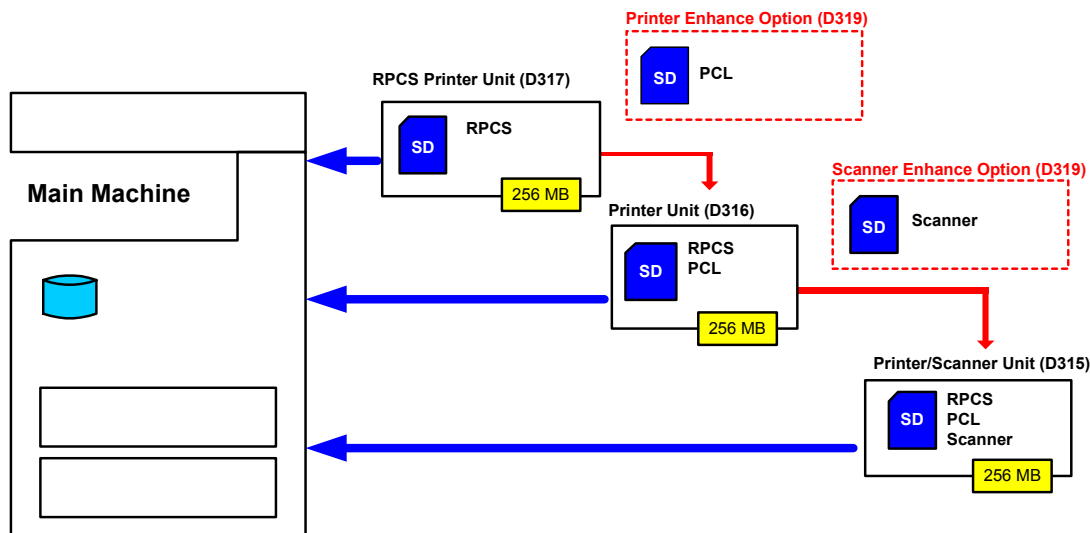 Printer Enhance Option (D319)
SD
PCL
RPCS Printer Unit (D317)
SD
RPCS
256 MB
Main Machine
Scanner Enhance Option (D319)
SD
Scanner
Printer Unit (D316)
SD
RPCS
PCL
256 MB
Printer/Scanner Unit (D315)
SD
RPCS
PCL
Scanner
256 MB